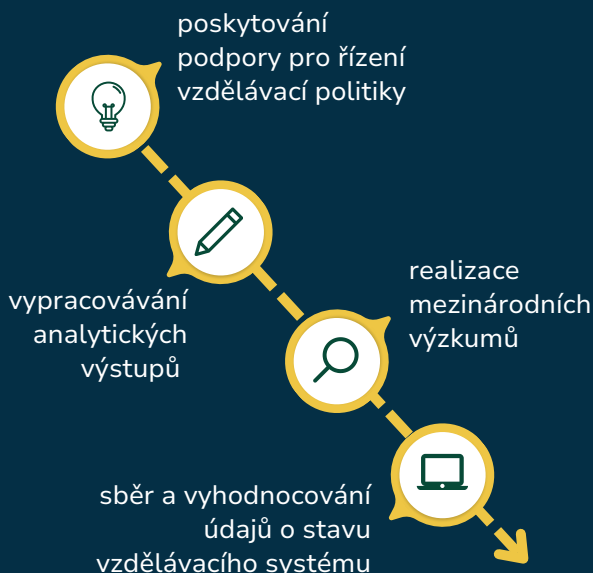 poskytování
podpory pro řízení
vzdělávací politiky
vypracovávání
analytických
výstupů
realizace
mezinárodních
výzkumů
sběr a vyhodnocování
údajů o stavu
vzdělávacího systému